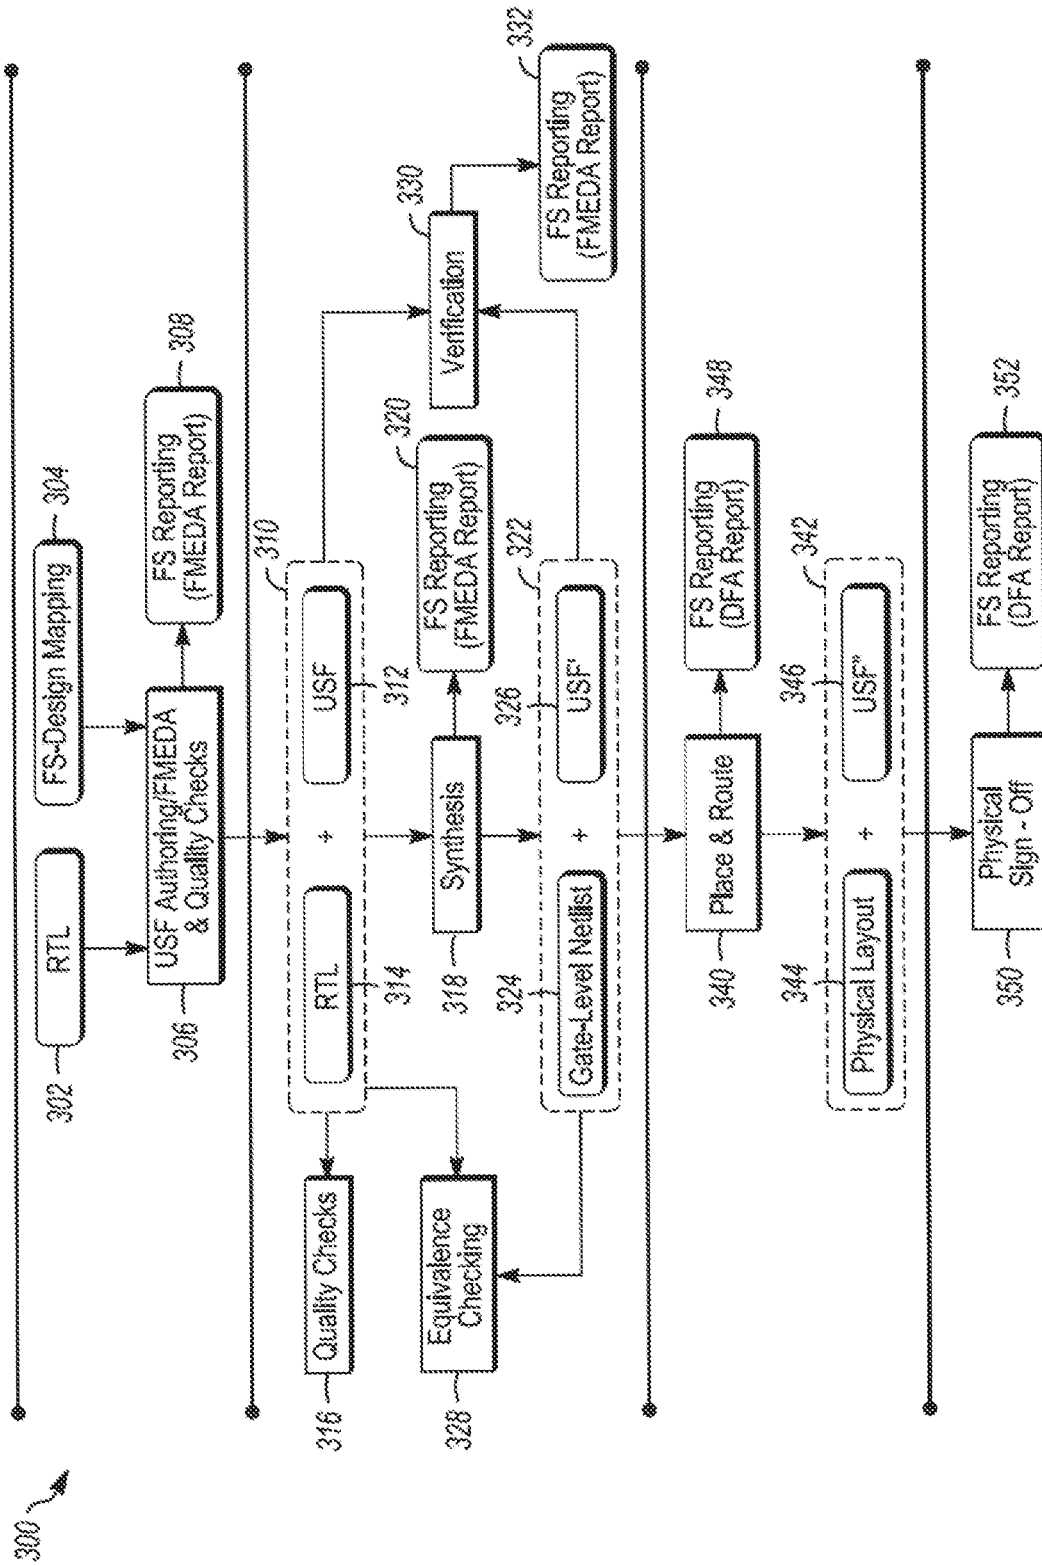 300
302
RTL
FS-Design Mapping
304
306
USF Authoring/FMEDA
& Quality Checks
FS Reporting
(FMEDA Report)
308
310
RTL
314
+
USF
312
316
Quality Checks
318
Synthesis
FS Reporting
(FMEDA Report)
320
Verification
330
FS Reporting
(FMEDA Report)
332
328
Equivalence
Checking
322
324
Gate-Level Netlist
+
326
USF'
340
Place & Route
FS Reporting
(DFA Report)
348
342
344
Physical Layout
+
346
USF"
350
Physical
Sign - Off
FS Reporting
(DFA Report)
352